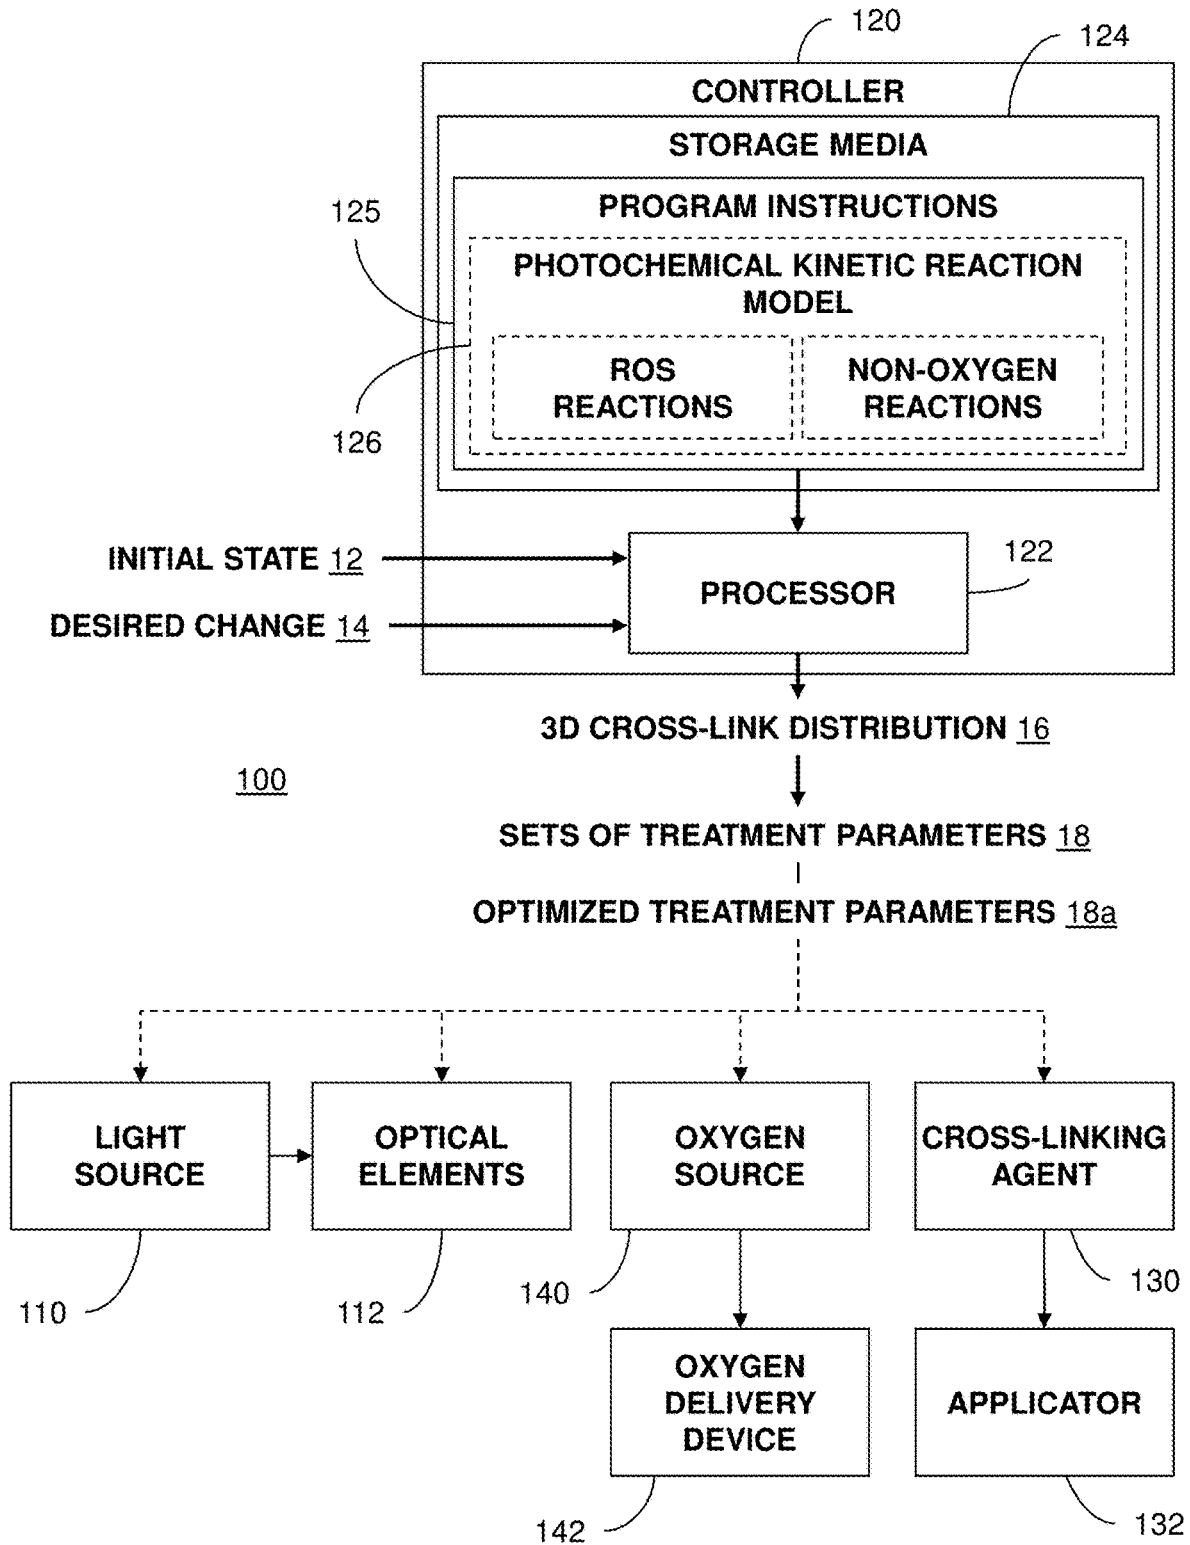 120
124
CONTROLLER
STORAGE MEDIA
125
PROGRAM INSTRUCTIONS
PHOTOCHEMICAL KINETIC REACTION
MODEL
ROS
REACTIONS
NON-OXYGEN
REACTIONS
126
INITIAL STATE 12
122
PROCESSOR
DESIRED CHANGE 14
3D CROSS-LINK DISTRIBUTION 16
100
SETS OF TREATMENT PARAMETERS 18
OPTIMIZED TREATMENT PARAMETERS 18a
LIGHT
SOURCE
OPTICAL
ELEMENTS
OXYGEN
SOURCE
CROSS-LINKING
AGENT
110
112
140
130
OXYGEN
DELIVERY
DEVICE
APPLICATOR
142
132